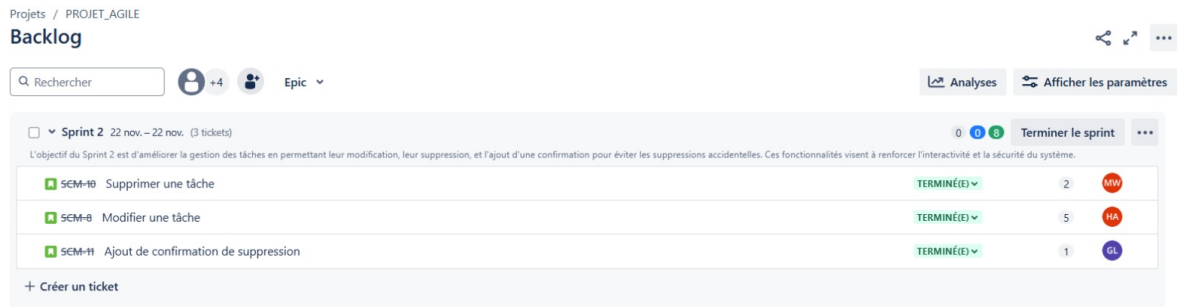 Projets / PROJET_AGILE
Backlog
Rechercher +4 Epic Analyses Afficher les paramètres
Sprint 2 22 nov. – 22 nov. (3 tickets) 0 0 8 Terminer le sprint
L'objectif du Sprint 2 est d'améliorer la gestion des tâches en permettant leur modification, leur suppression, et l'ajout d'une confirmation pour éviter les suppressions accidentelles. Ces fonctionnalités visent à renforcer l'interactivité et la sécurité du système.
SCM-10 Supprimer une tâche TERMINÉ(E) 2 MW
SCM-8 Modifier une tâche TERMINÉ(E) 5 HA
SCM-11 Ajout de confirmation de suppression TERMINÉ(E) 1 GL
+ Créer un ticket